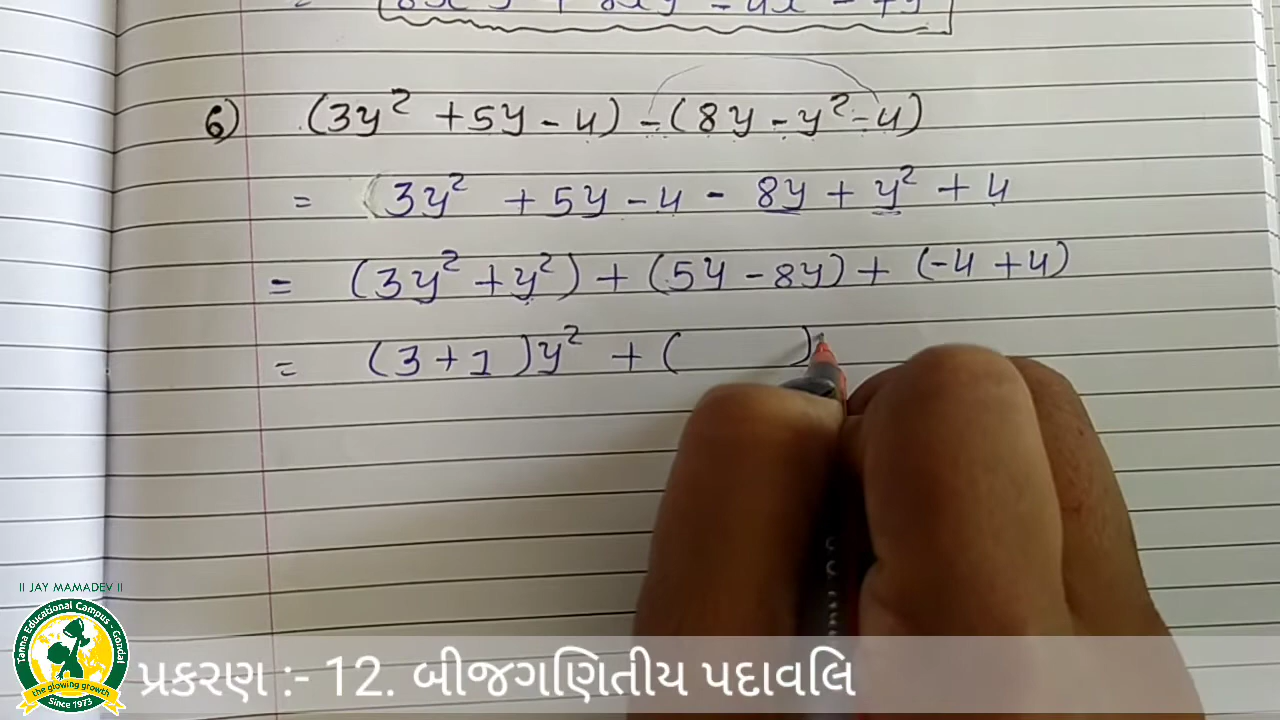 6) (3y² + 5y - 4) - (8y - y² - 4)
= (3y² + 5y - 4 - 8y + y² + 4
= (3y² + y²) + (5y - 8y) + (-4 + 4)
= (3 + 1)y² + ( )
॥ JAY MAMADEV ॥
Tanna Educational Campus - Gondal
the glowing growth
Since 1973
પ્રકરણ :- 12. બીજગણિતીય પદાવલિ